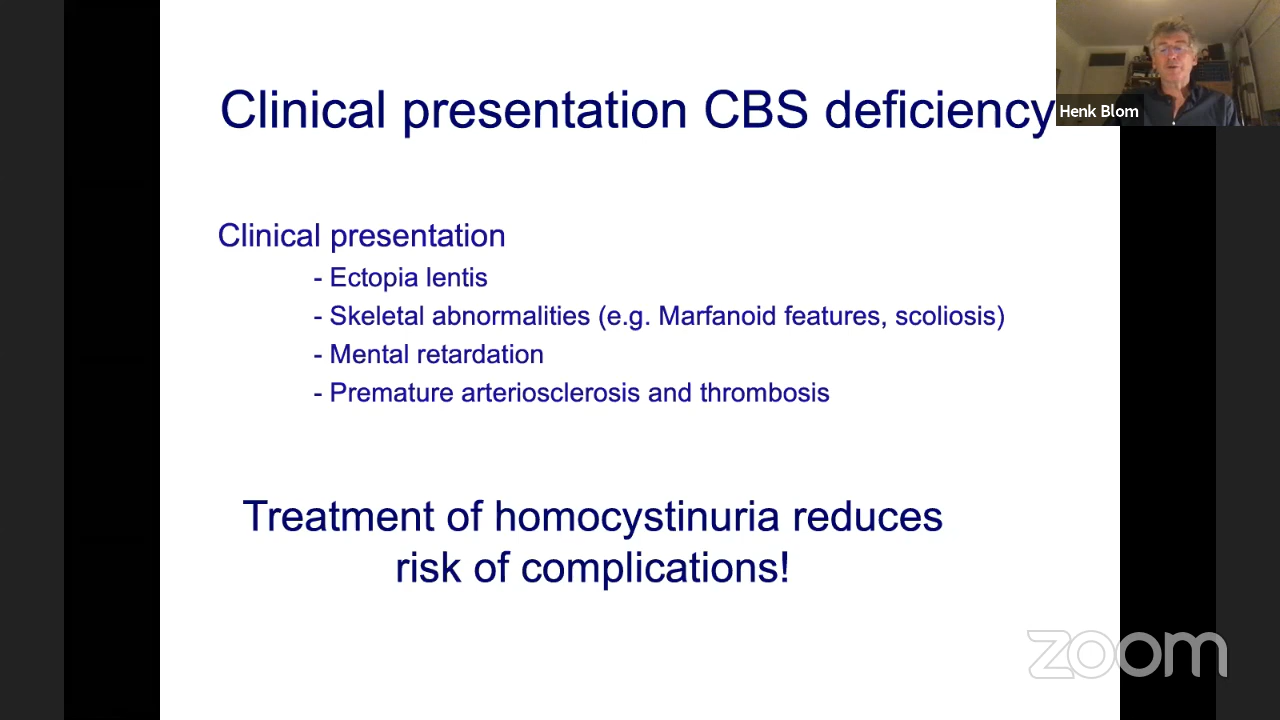 Clinical presentation CBS deficiency
Henk Blom
Clinical presentation
- Ectopia lentis
- Skeletal abnormalities (e.g. Marfanoid features, scoliosis)
- Mental retardation
- Premature arteriosclerosis and thrombosis
Treatment of homocystinuria reduces
risk of complications!
zoom